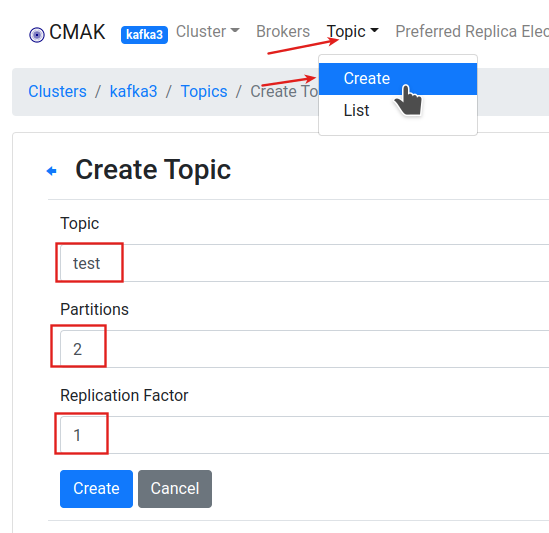 CMAK kafka3 Cluster Brokers Topic Preferred Replica Elec
Create
List
Clusters / kafka3 / Topics / Create To
Create Topic
Topic
test
Partitions
2
Replication Factor
1
Create Cancel